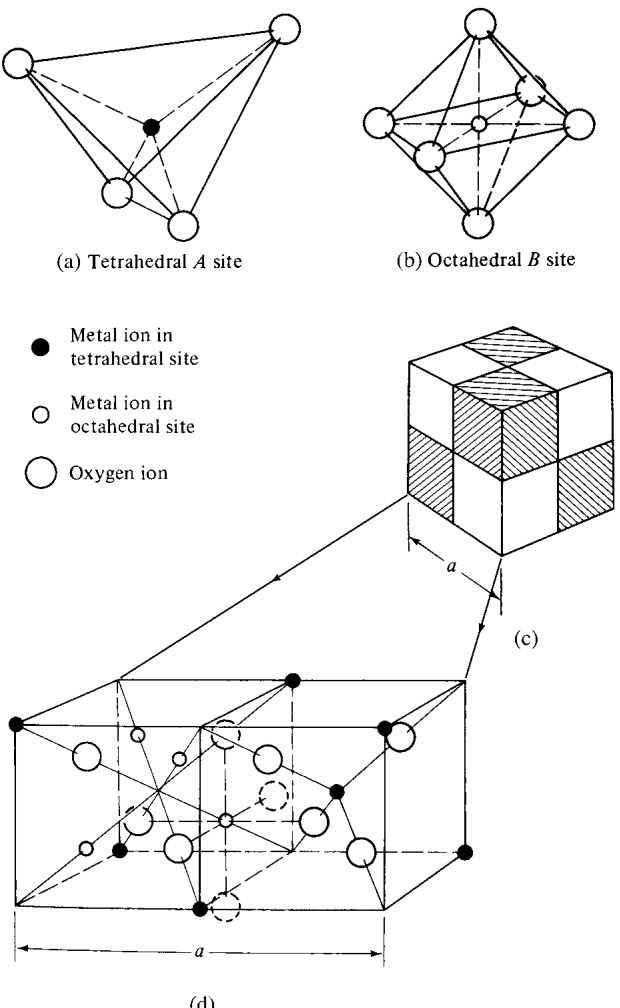 (a) Tetrahedral A site
(b) Octahedral B site
Metal ion in
tetrahedral site
Metal ion in
octahedral site
Oxygen ion
a
(c)
a
(d)